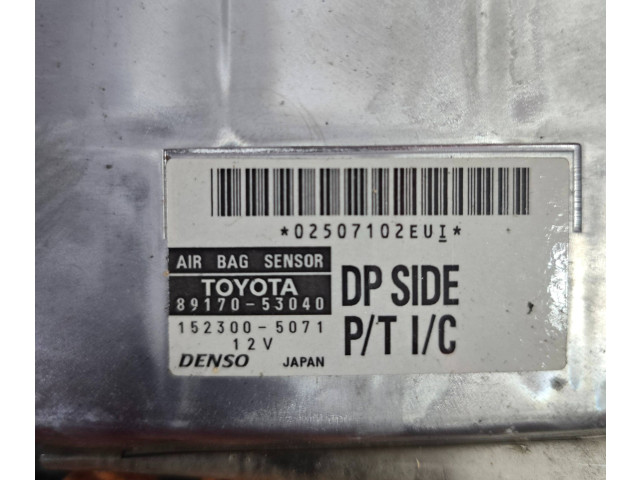 *02507102EUI*
AIR BAG SENSOR
TOYOTA
89170-53040
152300-5071
12V
DENSO JAPAN
DP SIDE
P/T I/C